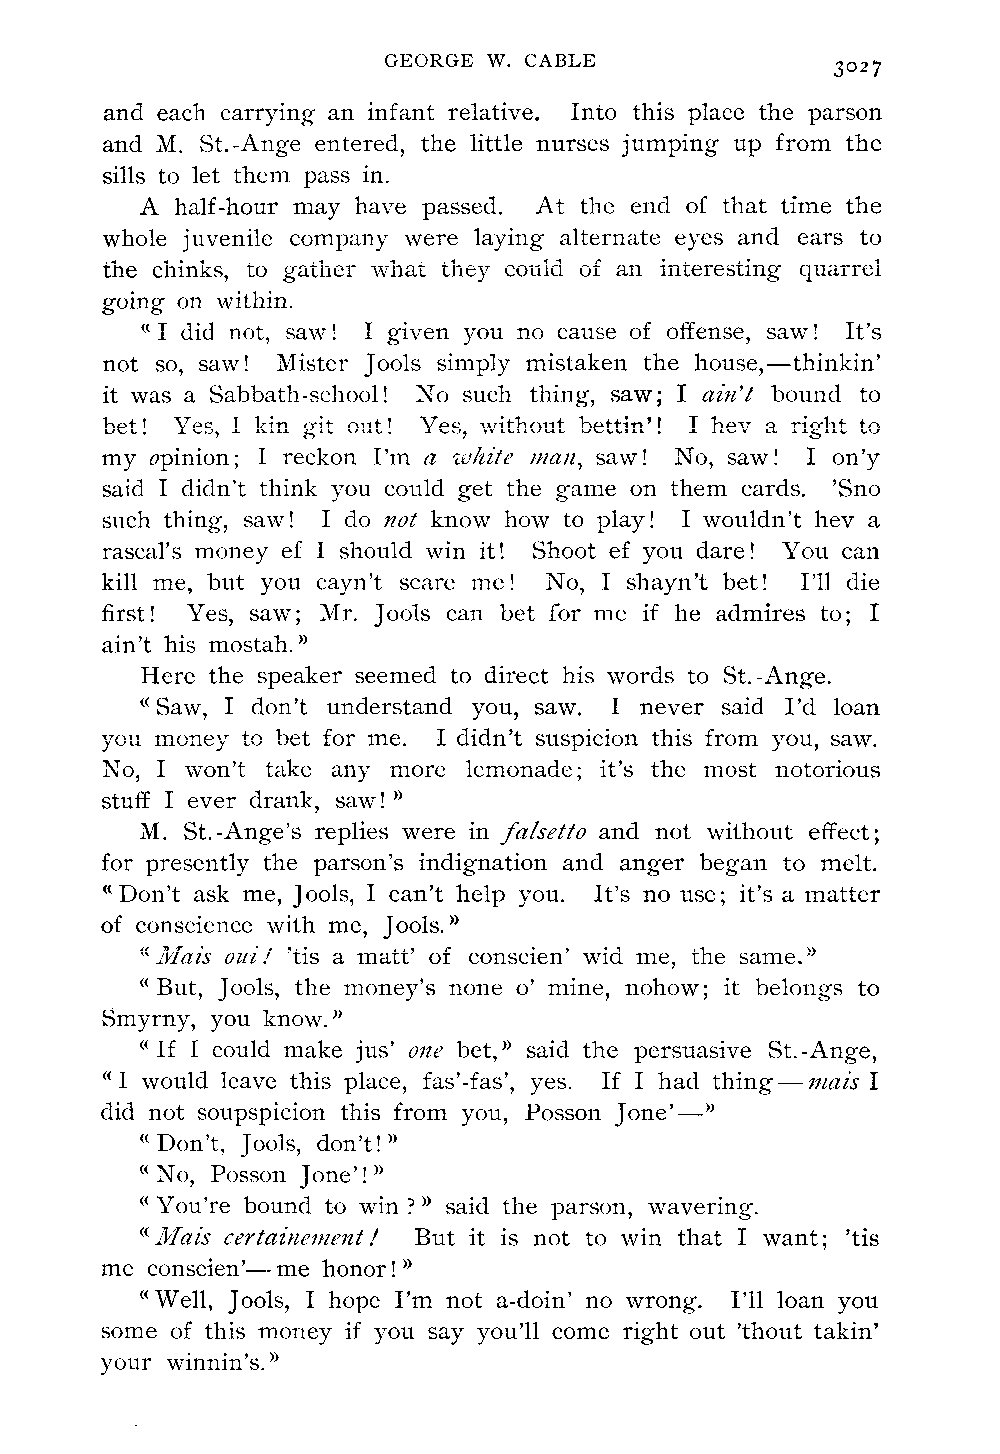 GEORGE W. CABLE
3027
and each carrying an infant relative. Into this place the parson
and M. St.-Ange entered, the little nurses jumping up from the
sills to let them pass in.
A half-hour may have passed. At the end of that time the
whole juvenile company were laying alternate eyes and ears to
the chinks, to gather what they could of an interesting quarrel
going on within.
“I did not, saw! I given you no cause of offense, saw! It’s
not so, saw! Mister Jools simply mistaken the house,—thinkin’
it was a Sabbath-school! No such thing, saw; I ain’t bound to
bet! Yes, I kin git out! Yes, without bettin’! I hev a right to
my opinion; I reckon I’m a white man, saw! No, saw! I on’y
said I didn’t think you could get the game on them cards. ’Sno
such thing, saw! I do not know how to play! I wouldn’t hev a
rascal’s money ef I should win it! Shoot ef you dare! You can
kill me, but you cayn’t scare me! No, I shayn’t bet! I’ll die
first! Yes, saw; Mr. Jools can bet for me if he admires to; I
ain’t his mostah.”
Here the speaker seemed to direct his words to St.-Ange.
“Saw, I don’t understand you, saw. I never said I’d loan
you money to bet for me. I didn’t suspicion this from you, saw.
No, I won’t take any more lemonade; it’s the most notorious
stuff I ever drank, saw!”
M. St.-Ange’s replies were in falsetto and not without effect;
for presently the parson’s indignation and anger began to melt.
“Don’t ask me, Jools, I can’t help you. It’s no use; it’s a matter
of conscience with me, Jools.”
“Mais oui! ’tis a matt’ of conscien’ wid me, the same.”
“But, Jools, the money’s none o’ mine, nohow; it belongs to
Smyrny, you know.”
“If I could make jus’ one bet,” said the persuasive St.-Ange,
“I would leave this place, fas’-fas’, yes. If I had thing—mais I
did not soupspicion this from you, Posson Jone’—”
“Don’t, Jools, don’t!”
“No, Posson Jone’!”
“You’re bound to win?” said the parson, wavering.
“Mais certainement! But it is not to win that I want; ’tis
me conscien’—me honor!”
“Well, Jools, I hope I’m not a-doin’ no wrong. I’ll loan you
some of this money if you say you’ll come right out ’thout takin’
your winnin’s.”